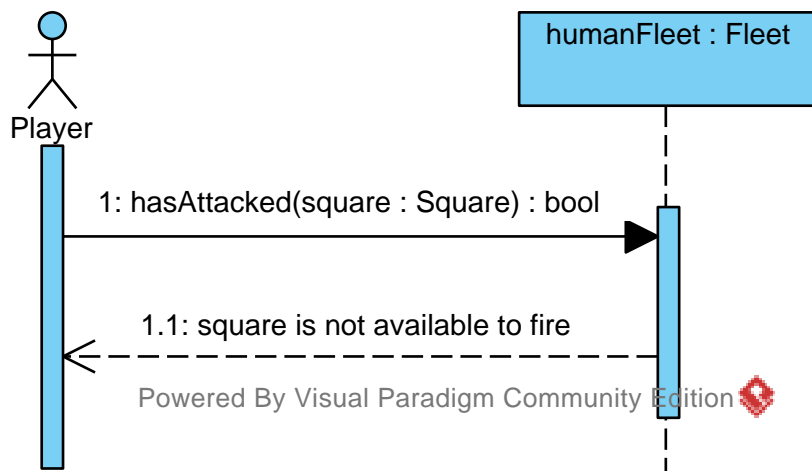 humanFleet : Fleet
Player
1: hasAttacked(square : Square) : bool
1.1: square is not available to fire
Powered By Visual Paradigm Community Edition